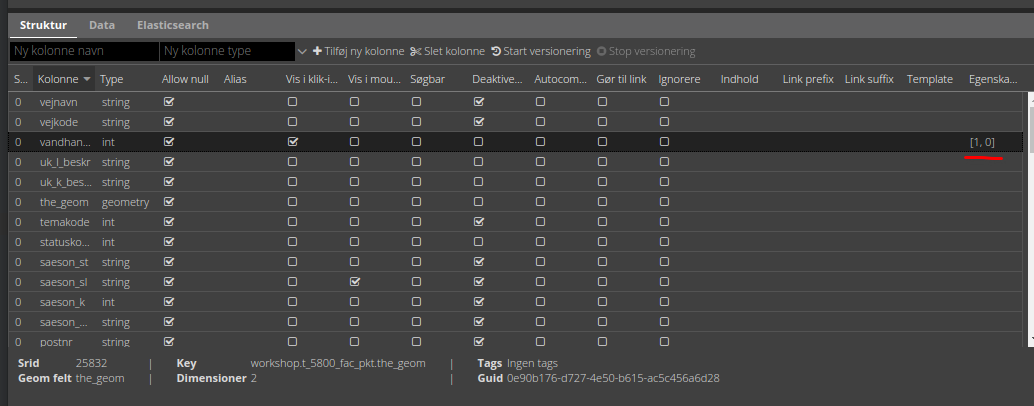 Struktur Data Elasticsearch
Ny kolonne navn Ny kolonne type Tilføj ny kolonne Slet kolonne Start versionering Stop versionering
S... Kolonne Type Allow null Alias Vis i klik-i... Vis i mou... Søgbar Deaktive... Autocom... Gør til link Ignorere Indhold Link prefix Link suffix Template Egenska...
0 vejnavn string
0 vejkode string
0 vandhan... int [1, 0]
0 uk_l_beskr string
0 uk_k_bes... string
0 the_geom geometry
0 temakode int
0 statusko... int
0 saeson_st string
0 saeson_sl string
0 saeson_k int
0 saeson_... string
0 postnr string
Srid 25832 | Key workshop.t_5800_fac_pkt.the_geom | Tags Ingen tags
Geom felt the_geom | Dimensioner 2 | Guid 0e90b176-d727-4e50-b615-ac5c456a6d28